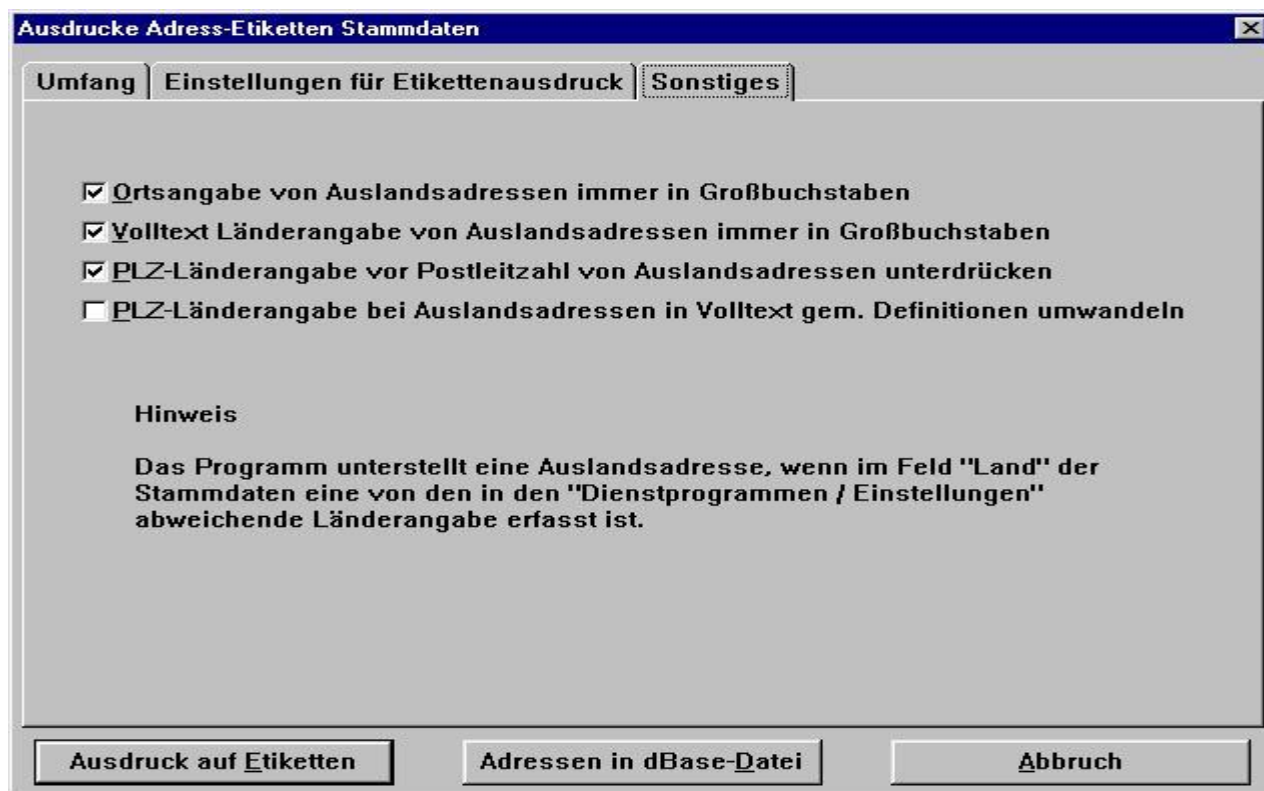 Ausdrucke Adress-Etiketten Stammdaten
Umfang Einstellungen für Etikettenausdruck Sonstiges
Ortsangabe von Auslandsadressen immer in Großbuchstaben
Volltext Länderangabe von Auslandsadressen immer in Großbuchstaben
PLZ-Länderangabe vor Postleitzahl von Auslandsadressen unterdrücken
PLZ-Länderangabe bei Auslandsadressen in Volltext gem. Definitionen umwandeln
Hinweis
Das Programm unterstellt eine Auslandsadresse, wenn im Feld "Land" der
Stammdaten eine von den in den "Dienstprogrammen / Einstellungen"
abweichende Länderangabe erfasst ist.
Ausdruck auf Etiketten Adressen in dBase-Datei Abbruch